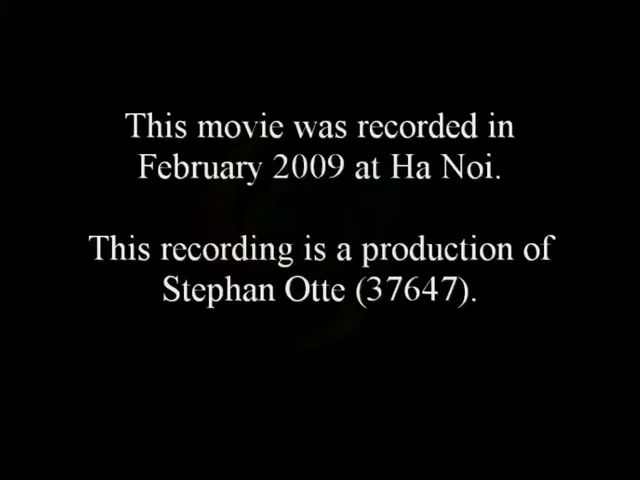 This movie was recorded in
February 2009 at Ha Noi.
This recording is a production of
Stephan Otte (37647).